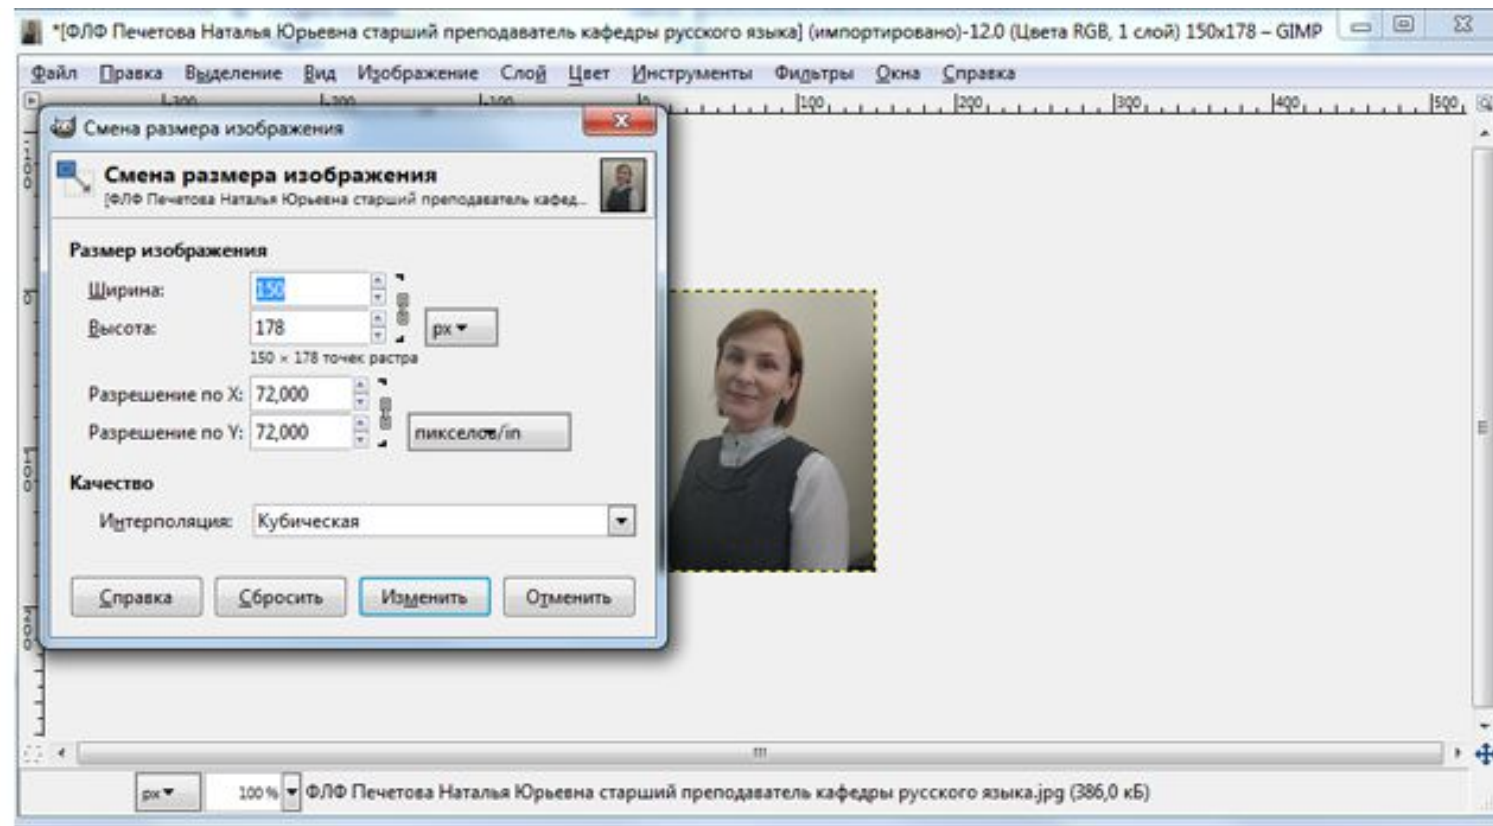 *[ФЛФ Печетова Наталья Юрьевна старший преподаватель кафедры русского языка] (импортировано)-12.0 (Цвета RGB, 1 слой) 150x178 – GIMP
Файл Правка Выделение Вид Изображение Слой Цвет Инструменты Фильтры Окна Справка
0 100 200 300 400 500
Смена размера изображения
Смена размера изображения
[ФЛФ Печетова Наталья Юрьевна старший преподаватель кафед...
Размер изображения
Ширина: 150
Высота: 178 px
150 × 178 точек растра
Разрешение по X: 72,000
Разрешение по Y: 72,000 пикселов/in
Качество
Интерполяция: Кубическая
Справка Сбросить Изменить Отменить
px 100 % ФЛФ Печетова Наталья Юрьевна старший преподаватель кафедры русского языка.jpg (386,0 кБ)